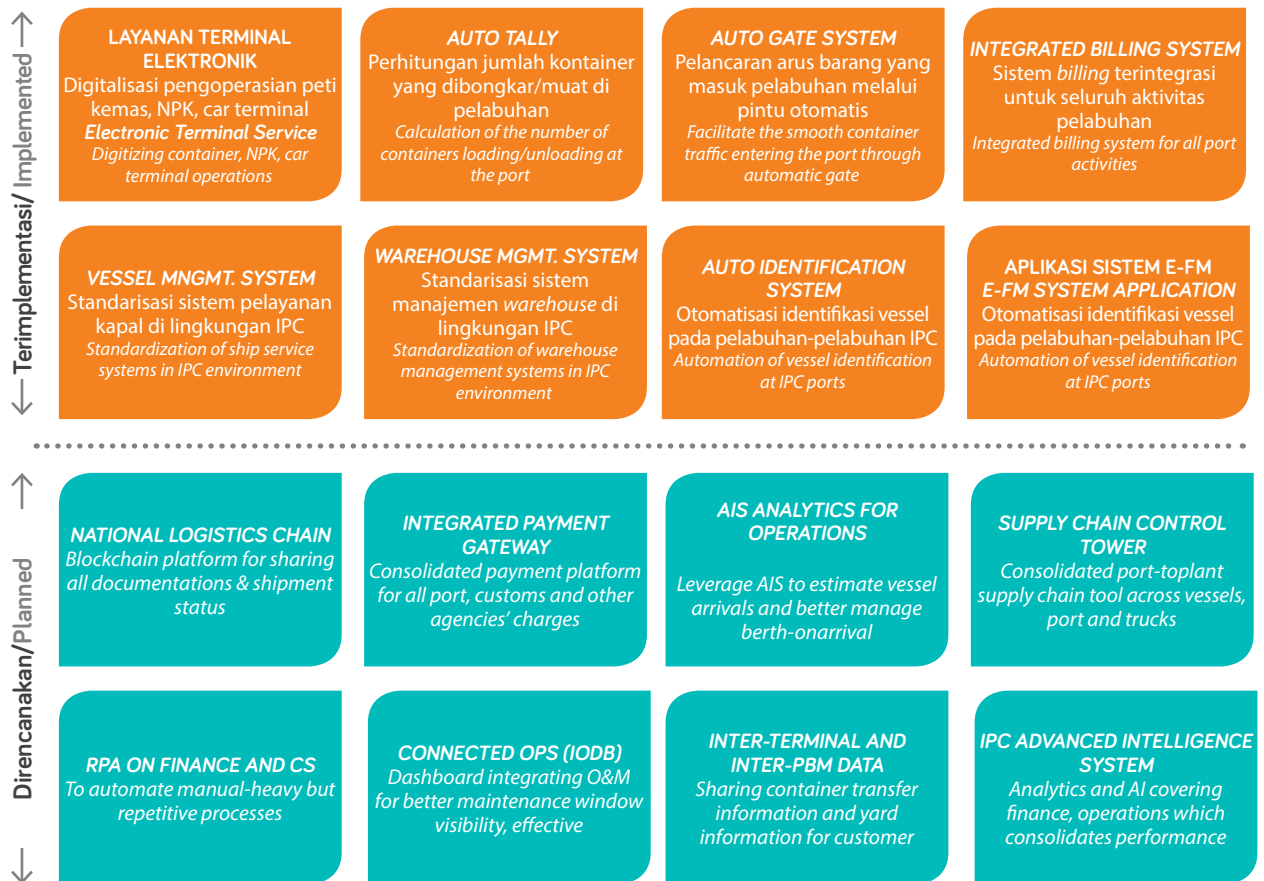 Terimplementasi/ Implemented
LAYANAN TERMINAL
ELEKTRONIK
Digitalisasi pengoperasian peti
kemas, NPK, car terminal
Electronic Terminal Service
Digitizing container, NPK, car
terminal operations
AUTO TALLY
Perhitungan jumlah kontainer
yang dibongkar/muat di
pelabuhan
Calculation of the number of
containers loading/unloading at
the port
AUTO GATE SYSTEM
Pelancaran arus barang yang
masuk pelabuhan melalui
pintu otomatis
Facilitate the smooth container
traffic entering the port through
automatic gate
INTEGRATED BILLING SYSTEM
Sistem billing terintegrasi
untuk seluruh aktivitas
pelabuhan
Integrated billing system for all port
activities
VESSEL MNGMT. SYSTEM
Standarisasi sistem pelayanan
kapal di lingkungan IPC
Standardization of ship service
systems in IPC environment
WAREHOUSE MGMT. SYSTEM
Standarisasi sistem
manajemen warehouse di
lingkungan IPC
Standardization of warehouse
management systems in IPC
environment
AUTO IDENTIFICATION
SYSTEM
Otomatisasi identifikasi vessel
pada pelabuhan-pelabuhan IPC
Automation of vessel identification
at IPC ports
APLIKASI SISTEM E-FM
E-FM SYSTEM APPLICATION
Otomatisasi identifikasi vessel
pada pelabuhan-pelabuhan IPC
Automation of vessel identification
at IPC ports
Direncanakan/Planned
NATIONAL LOGISTICS CHAIN
Blockchain platform for sharing
all documentations & shipment
status
INTEGRATED PAYMENT
GATEWAY
Consolidated payment platform
for all port, customs and other
agencies' charges
AIS ANALYTICS FOR
OPERATIONS
Leverage AIS to estimate vessel
arrivals and better manage
berth-onarrival
SUPPLY CHAIN CONTROL
TOWER
Consolidated port-toplant
supply chain tool across vessels,
port and trucks
RPA ON FINANCE AND CS
To automate manual-heavy but
repetitive processes
CONNECTED OPS (IODB)
Dashboard integrating O&M
for better maintenance window
visibility, effective
INTER-TERMINAL AND
INTER-PBM DATA
Sharing container transfer
information and yard
information for customer
IPC ADVANCED INTELLIGENCE
SYSTEM
Analytics and AI covering
finance, operations which
consolidates performance